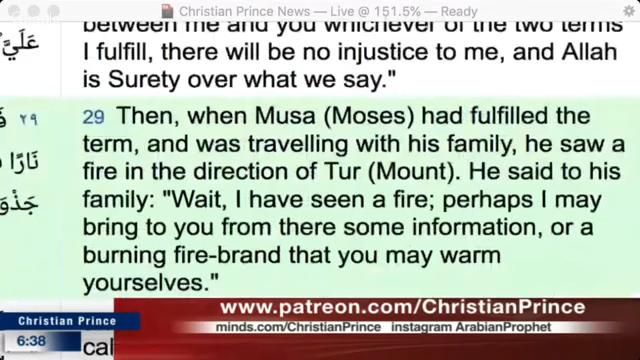 Christian Prince News — Live @ 151.5% — Ready
between me and you whichever of the two terms
I fulfill, there will be no injustice to me, and Allah
is Surety over what we say."
عَلَيَّ
29 Then, when Musa (Moses) had fulfilled the
term, and was travelling with his family, he saw a
fire in the direction of Tur (Mount). He said to his
family: "Wait, I have seen a fire; perhaps I may
bring to you from there some information, or a
burning fire-brand that you may warm
yourselves."
٢٩
نَارًا
جَذْوَ
www.patreon.com/ChristianPrince
minds.com/ChristianPrince instagram ArabianProphet
Christian Prince
6:38
cal